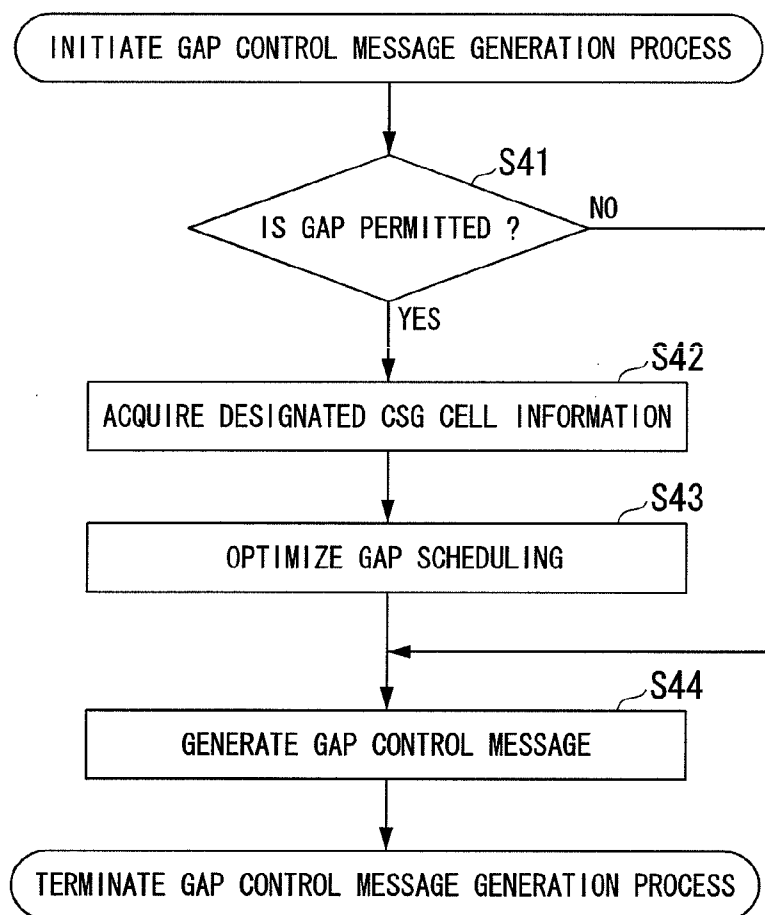 INITIATE GAP CONTROL MESSAGE GENERATION PROCESS
S41
IS GAP PERMITTED ?
NO
YES
S42
ACQUIRE DESIGNATED CSG CELL INFORMATION
S43
OPTIMIZE GAP SCHEDULING
S44
GENERATE GAP CONTROL MESSAGE
TERMINATE GAP CONTROL MESSAGE GENERATION PROCESS